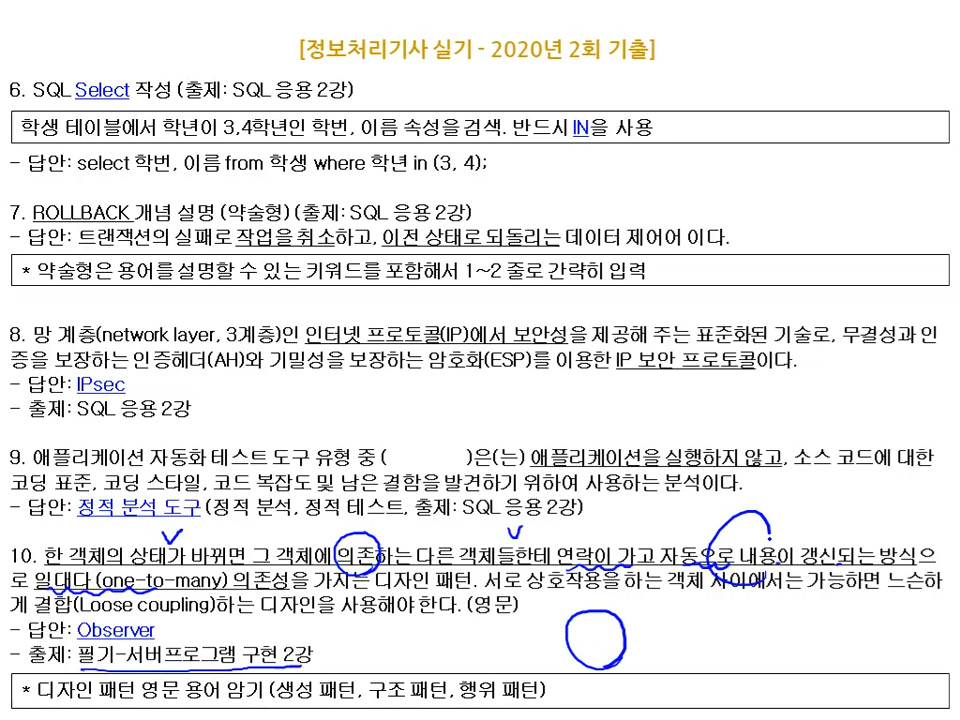 [정보처리기사 실기 - 2020년 2회 기출]
6. SQL Select 작성 (출제: SQL 응용 2강)
학생 테이블에서 학년이 3,4학년인 학번, 이름 속성을 검색. 반드시 IN을 사용
- 답안: select 학번, 이름 from 학생 where 학년 in (3, 4);
7. ROLLBACK 개념 설명 (약술형) (출제: SQL 응용 2강)
- 답안: 트랜잭션의 실패로 작업을 취소하고, 이전 상태로 되돌리는 데이터 제어어 이다.
* 약술형은 용어를 설명할 수 있는 키워드를 포함해서 1~2 줄로 간략히 입력
8. 망 계층(network layer, 3계층)인 인터넷 프로토콜(IP)에서 보안성을 제공해 주는 표준화된 기술로, 무결성과 인
증을 보장하는 인증헤더(AH)와 기밀성을 보장하는 암호화(ESP)를 이용한 IP 보안 프로토콜이다.
- 답안: IPsec
- 출제: SQL 응용 2강
9. 애플리케이션 자동화 테스트 도구 유형 중 (          )은(는) 애플리케이션을 실행하지 않고, 소스 코드에 대한
코딩 표준, 코딩 스타일, 코드 복잡도 및 남은 결함을 발견하기 위하여 사용하는 분석이다.
- 답안: 정적 분석 도구 (정적 분석, 정적 테스트, 출제: SQL 응용 2강)
10. 한 객체의 상태가 바뀌면 그 객체에 의존하는 다른 객체들한테 연락이 가고 자동으로 내용이 갱신되는 방식으
로 일대다 (one-to-many) 의존성을 가지는 디자인 패턴. 서로 상호작용을 하는 객체 사이에서는 가능하면 느슨하
게 결합(Loose coupling)하는 디자인을 사용해야 한다. (영문)
- 답안: Observer
- 출제: 필기-서버프로그램 구현 2강
* 디자인 패턴 영문 용어 암기 (생성 패턴, 구조 패턴, 행위 패턴)